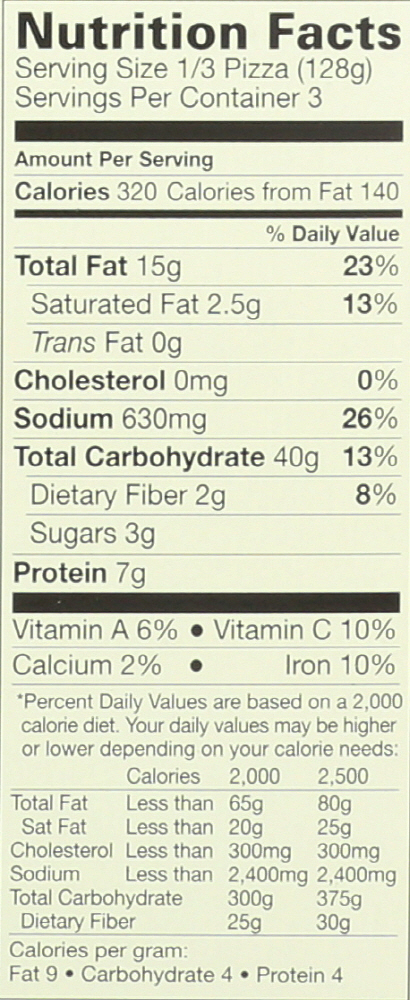 Nutrition Facts
Serving Size 1/3 Pizza (128g)
Servings Per Container 3
Amount Per Serving
Calories 320 Calories from Fat 140
% Daily Value
Total Fat 15g 23%
Saturated Fat 2.5g 13%
Trans Fat 0g
Cholesterol 0mg 0%
Sodium 630mg 26%
Total Carbohydrate 40g 13%
Dietary Fiber 2g 8%
Sugars 3g
Protein 7g
Vitamin A 6% • Vitamin C 10%
Calcium 2% • Iron 10%
*Percent Daily Values are based on a 2,000
calorie diet. Your daily values may be higher
or lower depending on your calorie needs:
Calories 2,000 2,500
Total Fat Less than 65g 80g
Sat Fat Less than 20g 25g
Cholesterol Less than 300mg 300mg
Sodium Less than 2,400mg 2,400mg
Total Carbohydrate 300g 375g
Dietary Fiber 25g 30g
Calories per gram:
Fat 9 • Carbohydrate 4 • Protein 4